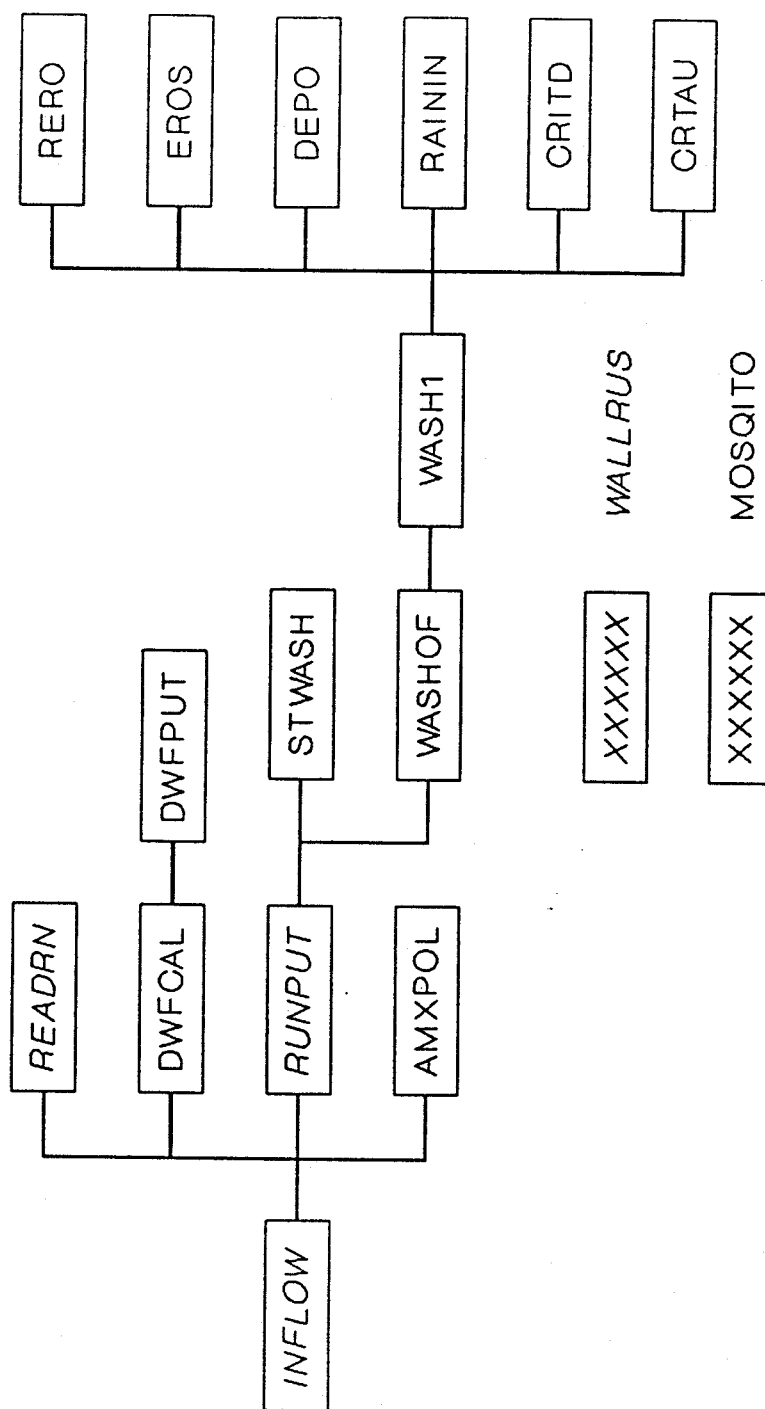 INFLOW
READRN
DWFCAL
RUNPUT
AMXPOL
DWFPUT
STWASH
WASHOF
WASH1
RERO
EROS
DEPO
RAININ
CRITD
CRTAU
XXXXXX WALLRUS
XXXXXX MOSQITO